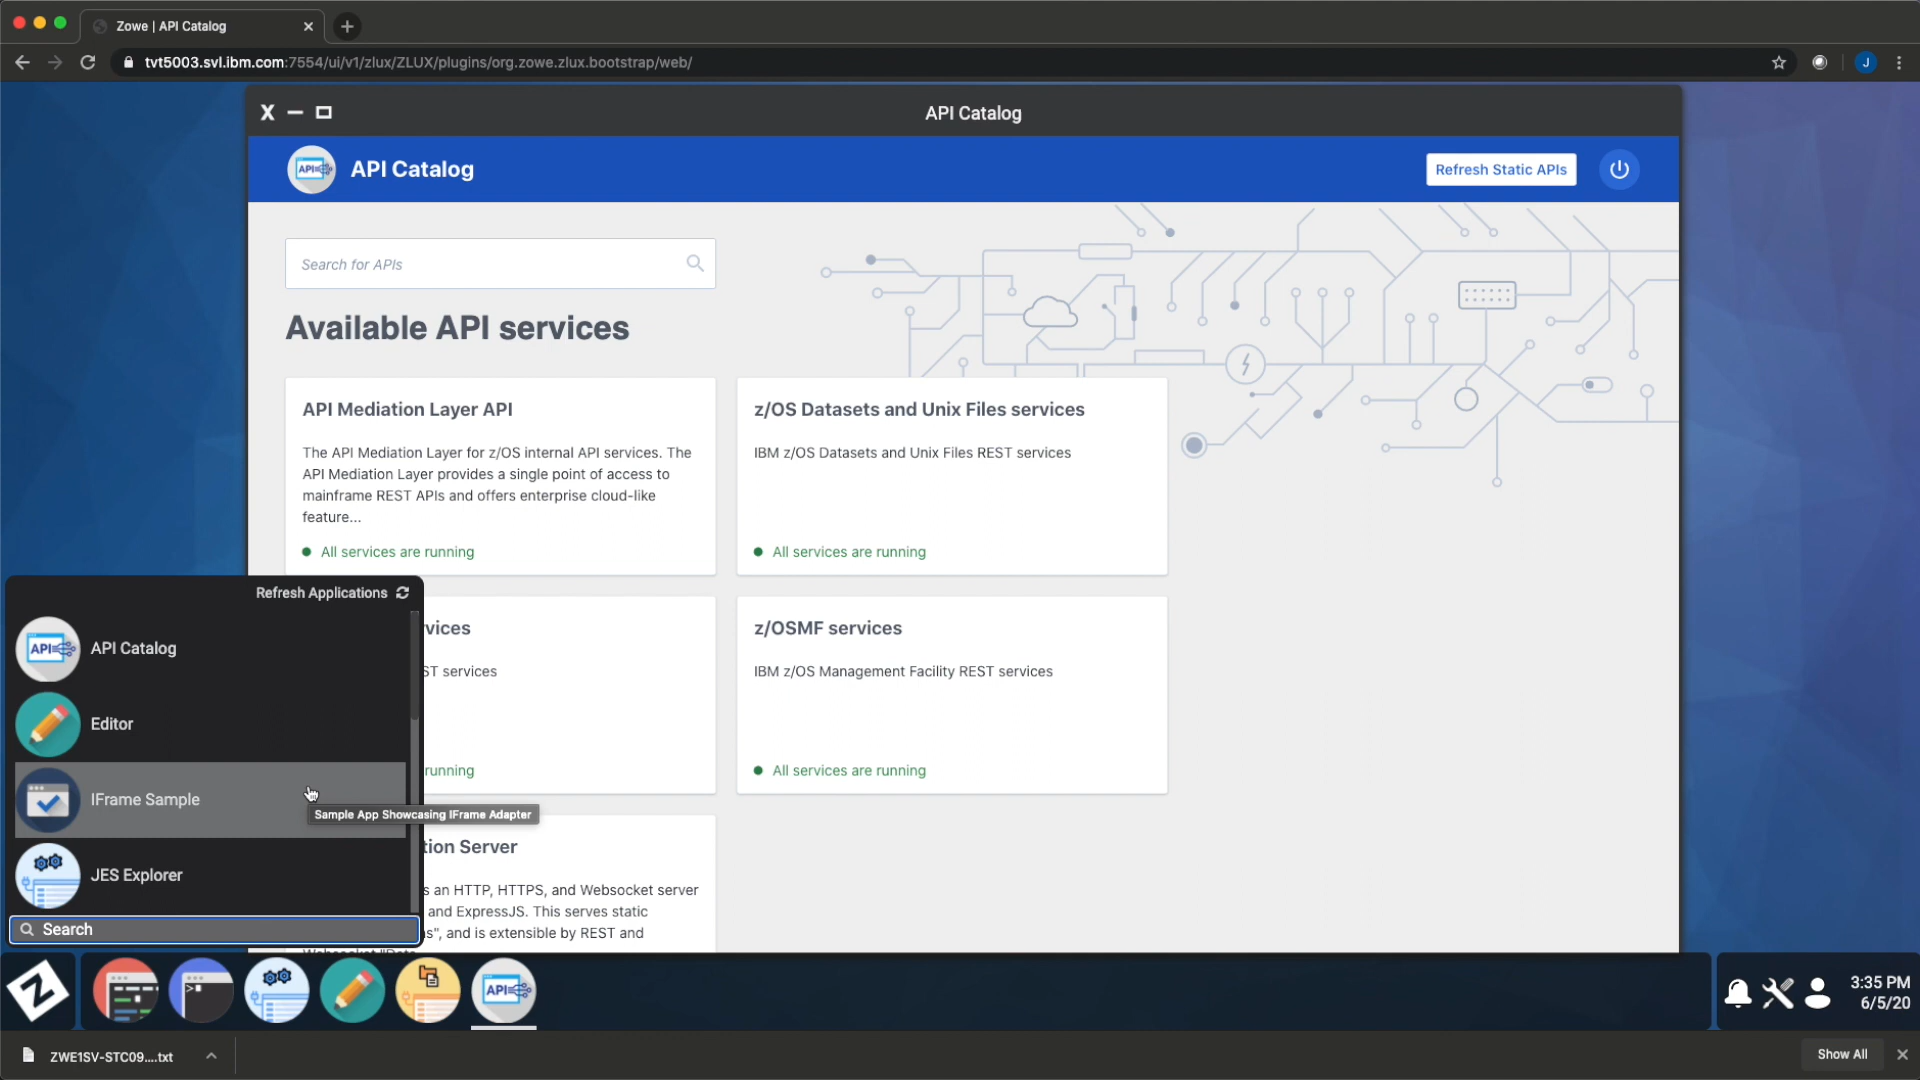 Zowe | API Catalog
tvt5003.svl.ibm.com:7554/ui/v1/zlux/ZLUX/plugins/org.zowe.zlux.bootstrap/web/
J
API Catalog
API
API Catalog
Refresh Static APIs
Search for APIs
Available API services
API Mediation Layer API
The API Mediation Layer for z/OS internal API services. The
API Mediation Layer provides a single point of access to
mainframe REST APIs and offers enterprise cloud-like
feature...
All services are running
z/OS Datasets and Unix Files services
IBM z/OS Datasets and Unix Files REST services
All services are running
vices
ST services
running
z/OSMF services
IBM z/OS Management Facility REST services
All services are running
tion Server
s an HTTP, HTTPS, and Websocket server
and ExpressJS. This serves static
s", and is extensible by REST and
Refresh Applications
API
API Catalog
Editor
IFrame Sample
Sample App Showcasing IFrame Adapter
JES Explorer
Search
API
3:35 PM
6/5/20
ZWE1SV-STC09....txt
Show All